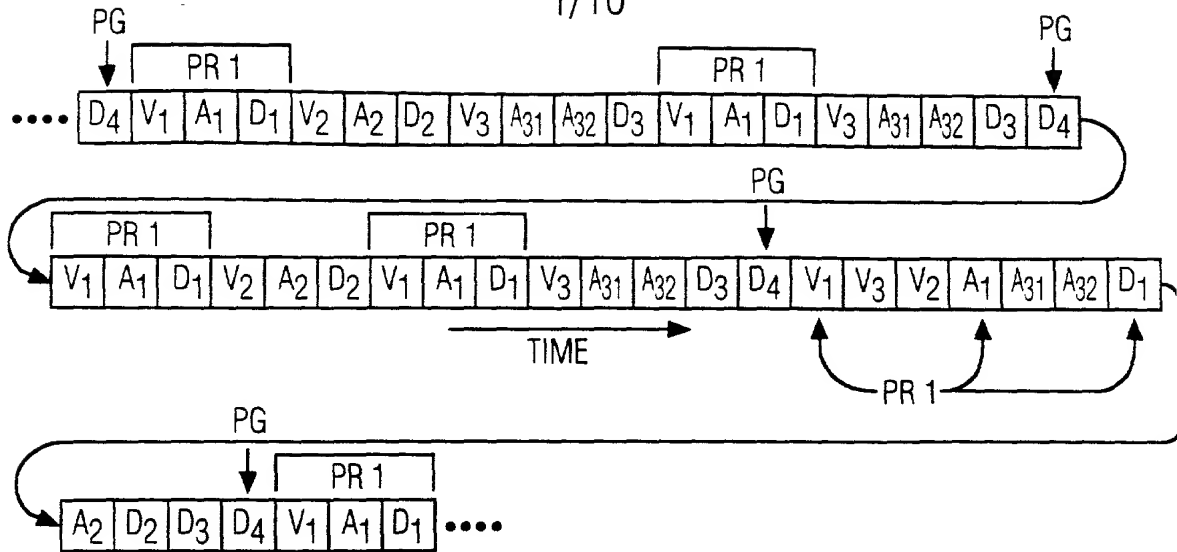 1/10
PG PG
PR 1 PR 1
D4 V1 A1 D1 V2 A2 D2 V3 A31 A32 D3 V1 A1 D1 V3 A31 A32 D3 D4
PG
PR 1 PR 1
V1 A1 D1 V2 A2 D2 V1 A1 D1 V3 A31 A32 D3 D4 V1 V3 V2 A1 A31 A32 D1
TIME
PR 1
PG
PR 1
A2 D2 D3 D4 V1 A1 D1